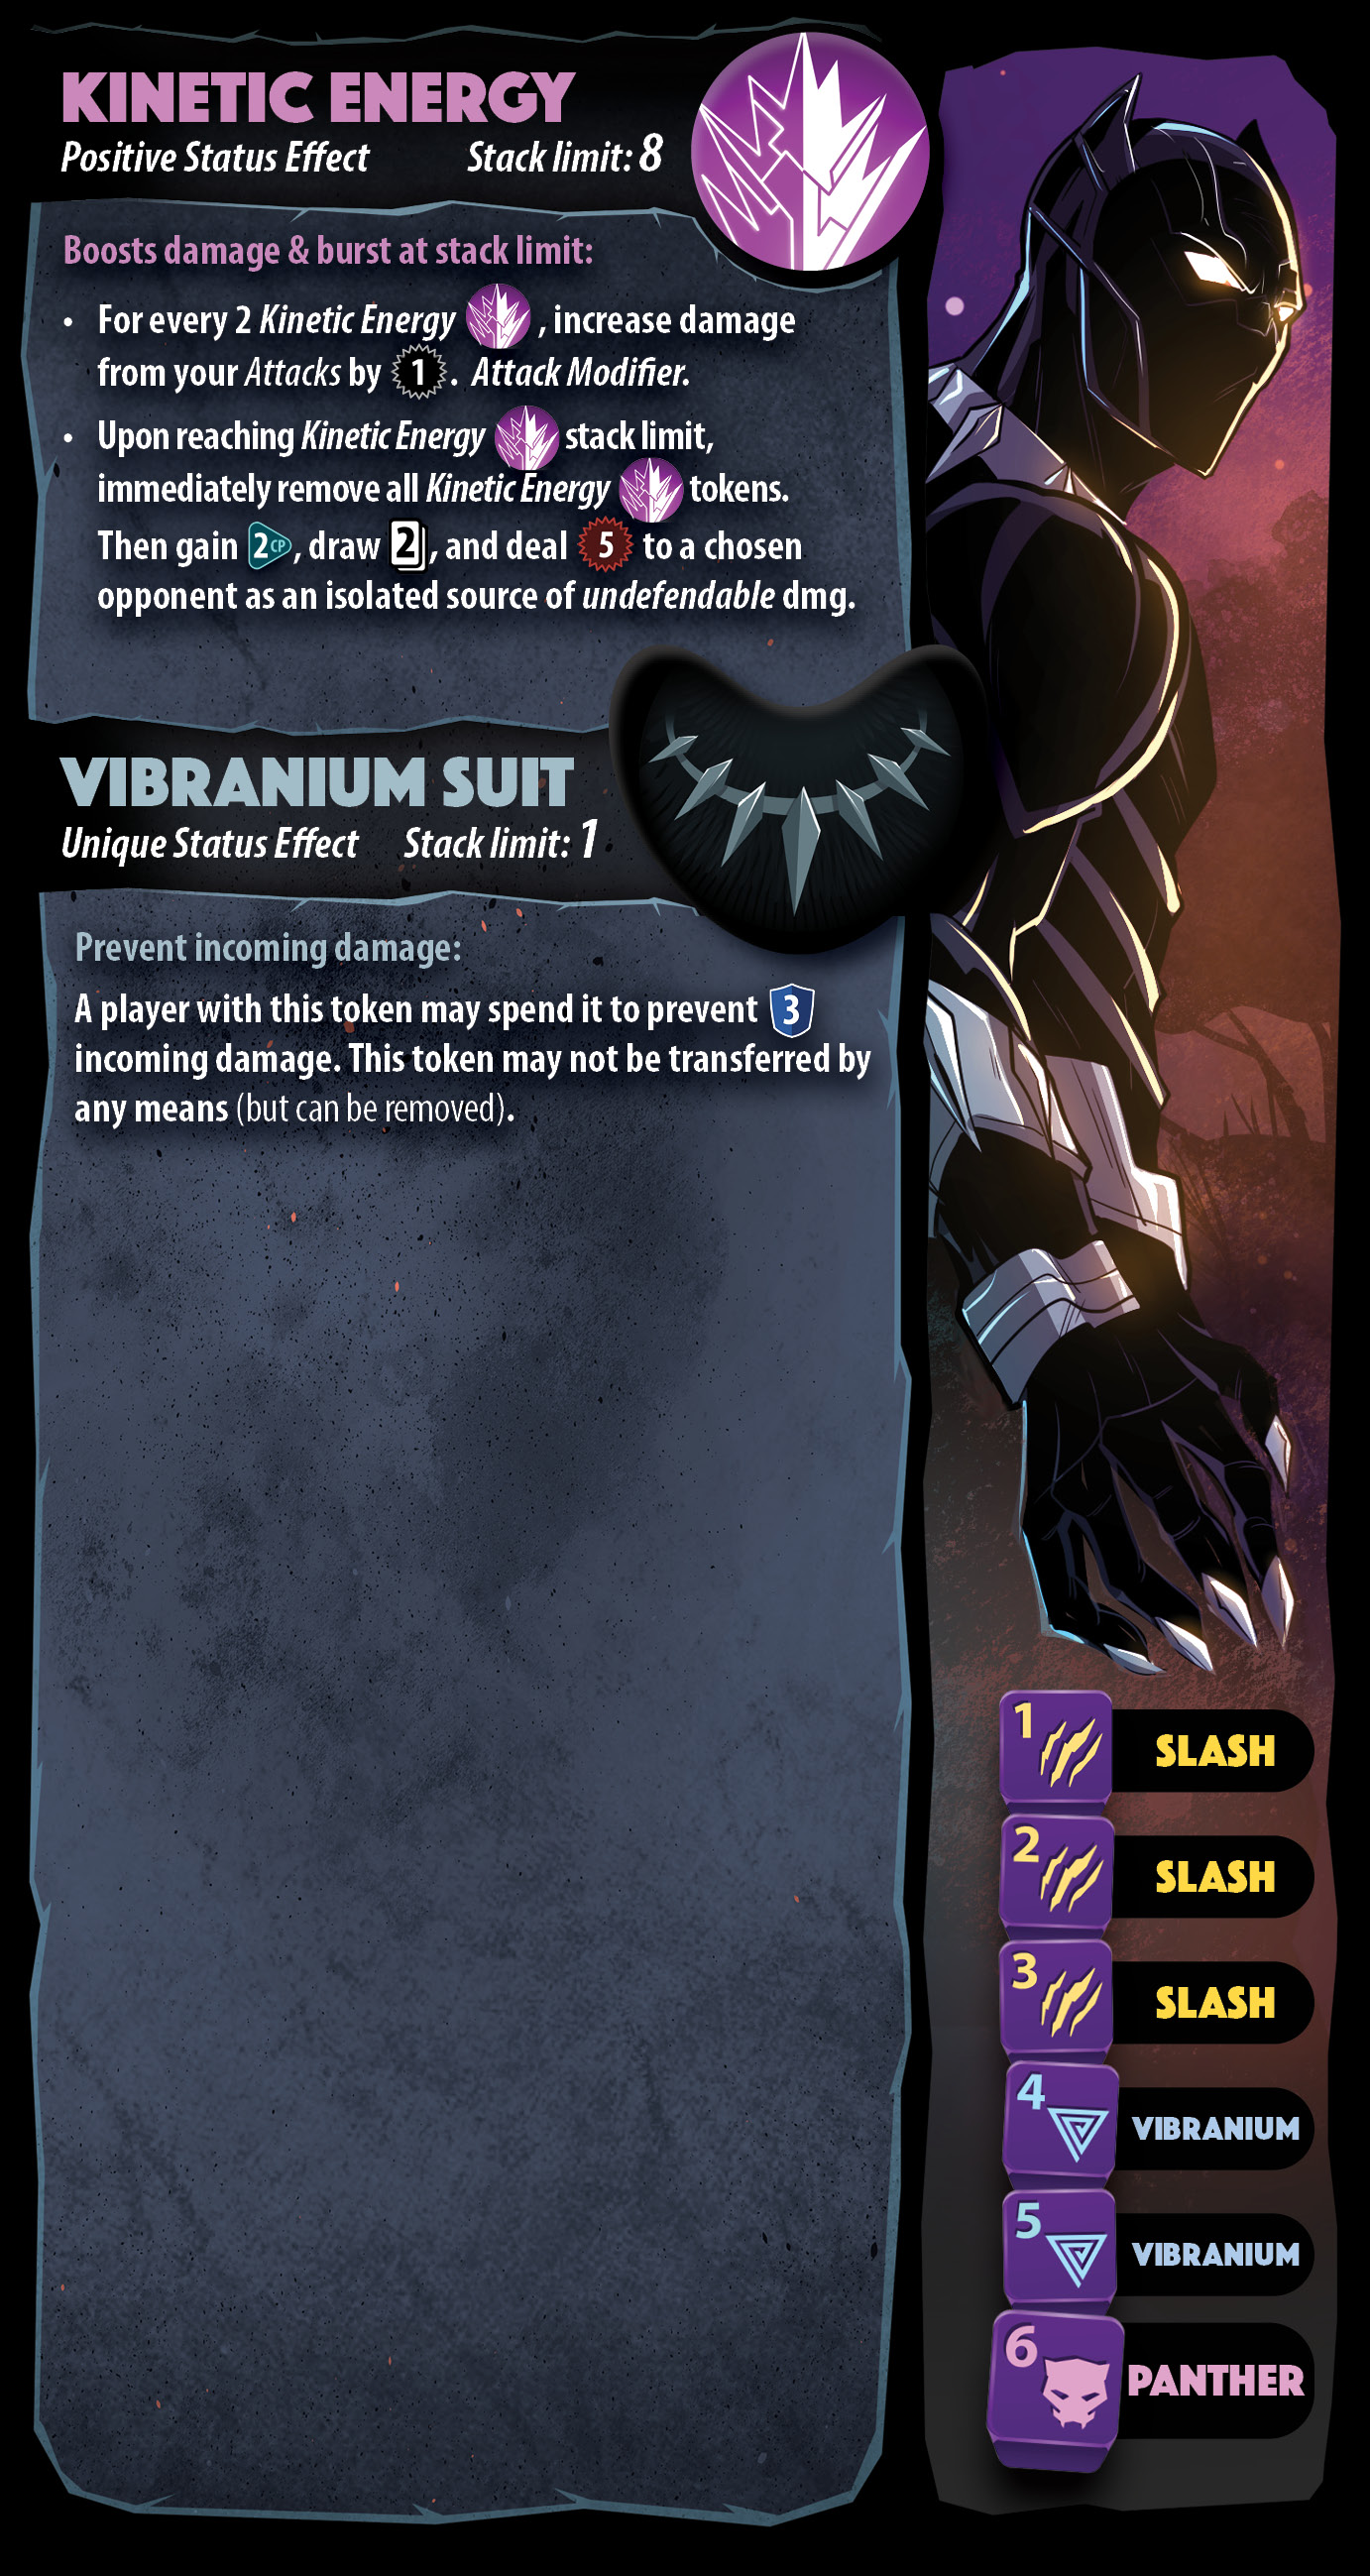 KINETIC ENERGY
Positive Status Effect Stack limit: 8
Boosts damage & burst at stack limit:
• For every 2 Kinetic Energy , increase damage
from your Attacks by 1 . Attack Modifier.
• Upon reaching Kinetic Energy stack limit,
immediately remove all Kinetic Energy tokens.
Then gain 2CP, draw 2, and deal 5 to a chosen
opponent as an isolated source of undefendable dmg.
VIBRANIUM SUIT
Unique Status Effect Stack limit: 1
Prevent incoming damage:
A player with this token may spend it to prevent 3
incoming damage. This token may not be transferred by
any means (but can be removed).
1 SLASH
2 SLASH
3 SLASH
4 VIBRANIUM
5 VIBRANIUM
6 PANTHER